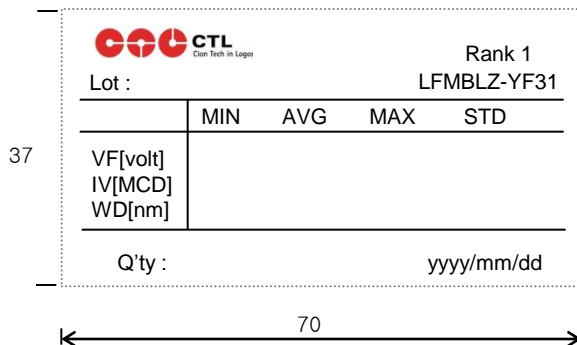 CTL
Cion Tech in Logos
Rank 1
Lot :
LFMBLZ-YF31
MIN AVG MAX STD
37
VF[volt]
IV[MCD]
WD[nm]
Q'ty :
yyyy/mm/dd
70